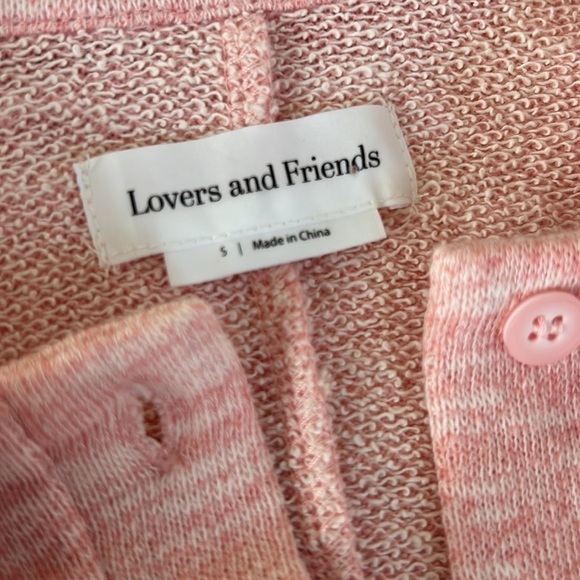 Lovers and Friends
S | Made in China